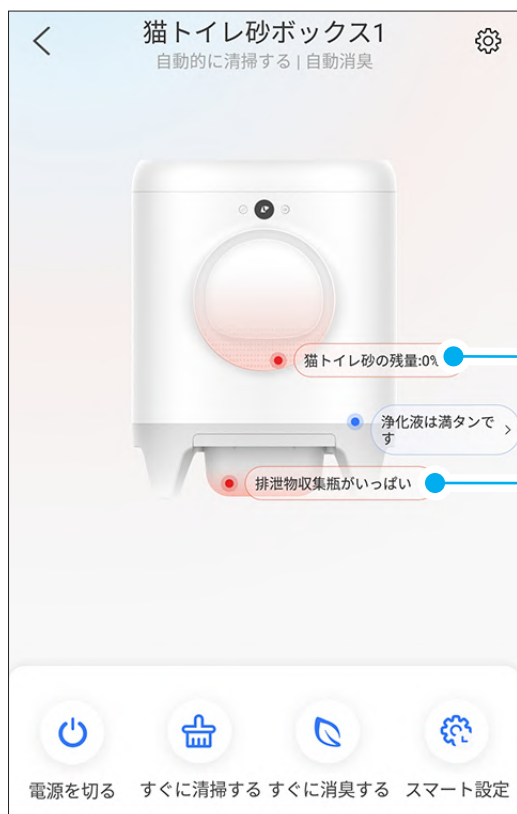 猫トイレ砂ボックス1
自動的に清掃する | 自動消臭
猫トイレ砂の残量:0%
浄化液は満タンで
す
排泄物収集瓶がいっぱい
電源を切る すぐに清掃する すぐに消臭する スマート設定